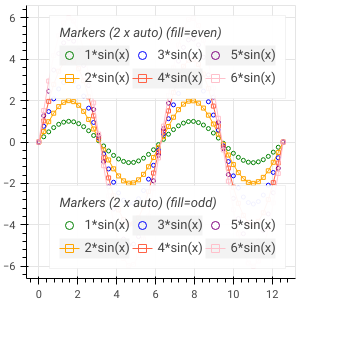 6
Markers (2 x auto) (fill=even)
1*sin(x) 3*sin(x) 5*sin(x)
4
2*sin(x) 4*sin(x) 6*sin(x)
2
0
−2
Markers (2 x auto) (fill=odd)
1*sin(x) 3*sin(x) 5*sin(x)
−4
2*sin(x) 4*sin(x) 6*sin(x)
−6
0 2 4 6 8 10 12